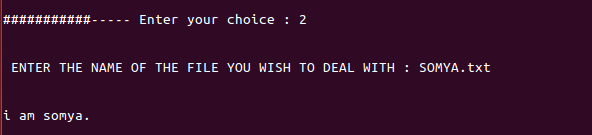 ###########----- Enter your choice : 2
ENTER THE NAME OF THE FILE YOU WISH TO DEAL WITH : SOMYA.txt
i am somya.